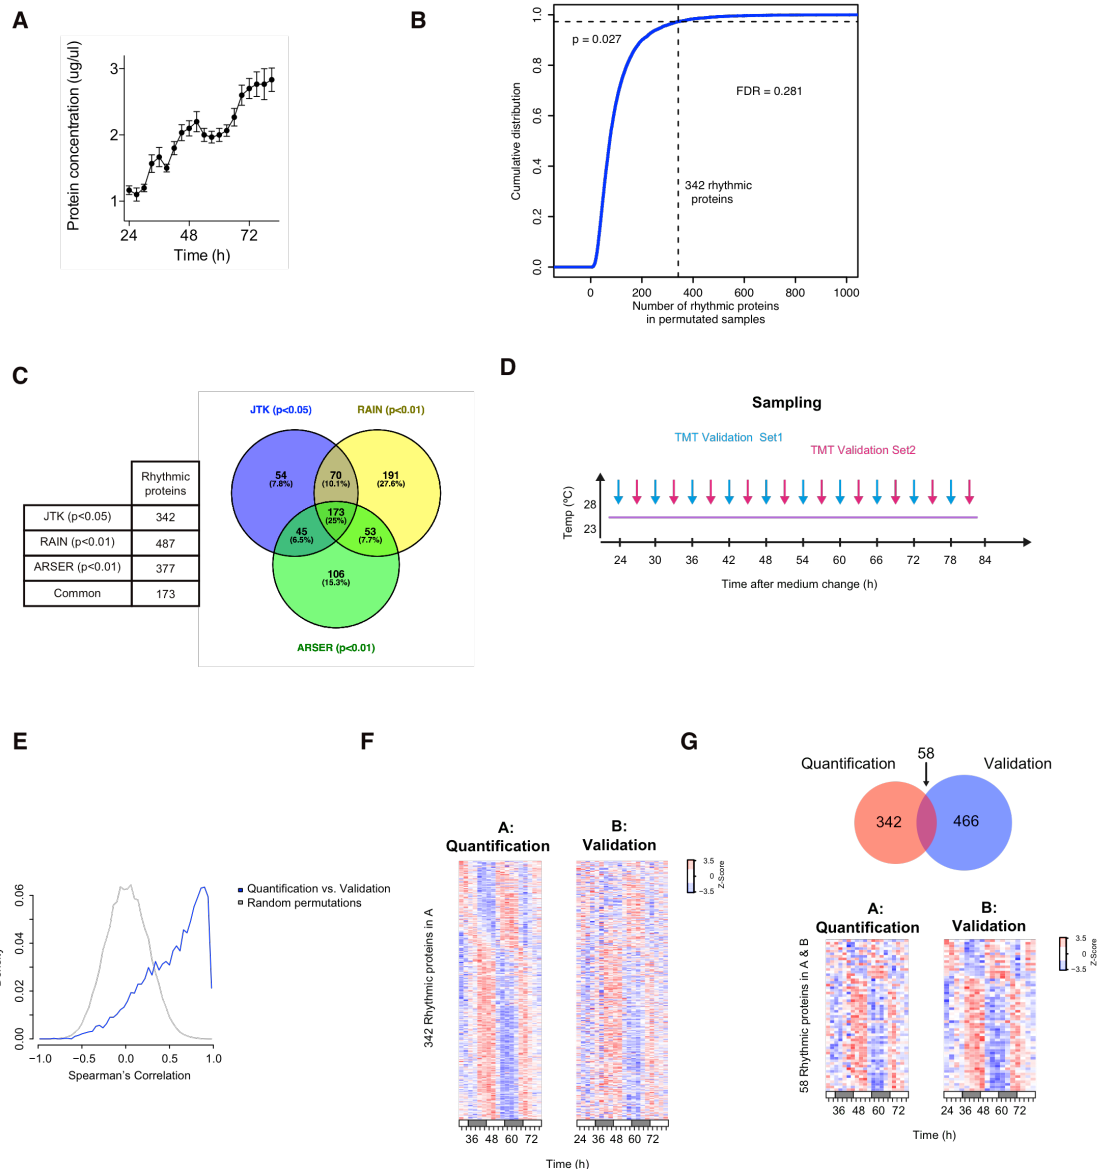 A
Protein concentration (ug/ul)
3
2
1
24 48 72
Time (h)
B
Cumulative distribution
1.0
0.8
0.6
0.4
0.2
0.0
p = 0.027
FDR = 0.281
342 rhythmic
proteins
0 200 400 600 800 1000
Number of rhythmic proteins
in permutated samples
C
Rhythmic
proteins
JTK (p<0.05) 342
RAIN (p<0.01) 487
ARSER (p<0.01) 377
Common 173
JTK (p<0.05)
RAIN (p<0.01)
54
(7.8%)
70
(10.1%)
191
(27.6%)
173
(25%)
45
(6.5%)
53
(7.7%)
106
(15.3%)
ARSER (p<0.01)
D
Sampling
TMT Validation Set1
TMT Validation Set2
Temp (ºC)
28
23
24 30 36 42 48 54 60 66 72 78 84
Time after medium change (h)
E
0.06
0.04
0.02
0.00
Quantification vs. Validation
Random permutations
−1.0 −0.5 0.0 0.5 1.0
Spearman's Correlation
F
A:
Quantification
B:
Validation
342 Rhythmic proteins in A
3.5
0
−3.5
Z-Score
36 48 60 72
24 36 48 60 72
Time (h)
G
58
Quantification
Validation
342
466
A:
Quantification
B:
Validation
58 Rhythmic proteins in A & B
3.5
0
−3.5
Z-Score
36 48 60 72
24 36 48 60 72
Time (h)